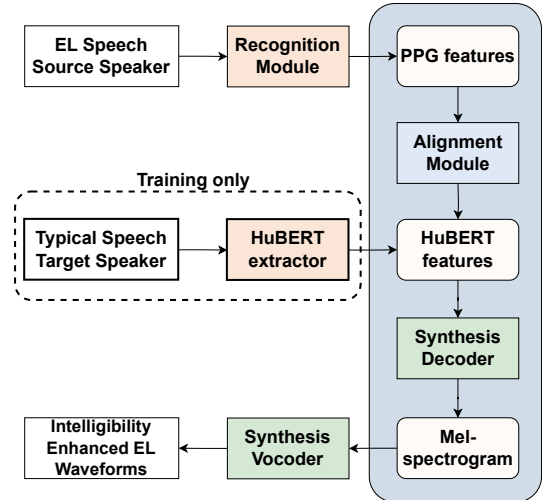 EL Speech
Source Speaker
Recognition
Module
PPG features
Alignment
Module
Training only
Typical Speech
Target Speaker
HuBERT
extractor
HuBERT
features
Synthesis
Decoder
Intelligibility
Enhanced EL
Waveforms
Synthesis
Vocoder
Mel-
spectrogram